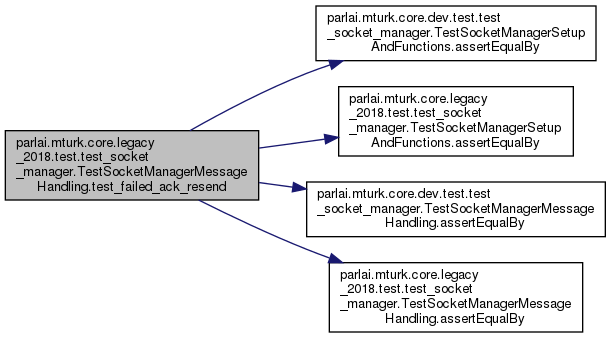 parlai.mturk.core.legacy
_2018.test.test_socket
_manager.TestSocketManagerMessage
Handling.test_failed_ack_resend
parlai.mturk.core.dev.test.test
_socket_manager.TestSocketManagerSetup
AndFunctions.assertEqualBy
parlai.mturk.core.legacy
_2018.test.test_socket
_manager.TestSocketManagerSetup
AndFunctions.assertEqualBy
parlai.mturk.core.dev.test.test
_socket_manager.TestSocketManagerMessage
Handling.assertEqualBy
parlai.mturk.core.legacy
_2018.test.test_socket
_manager.TestSocketManagerMessage
Handling.assertEqualBy